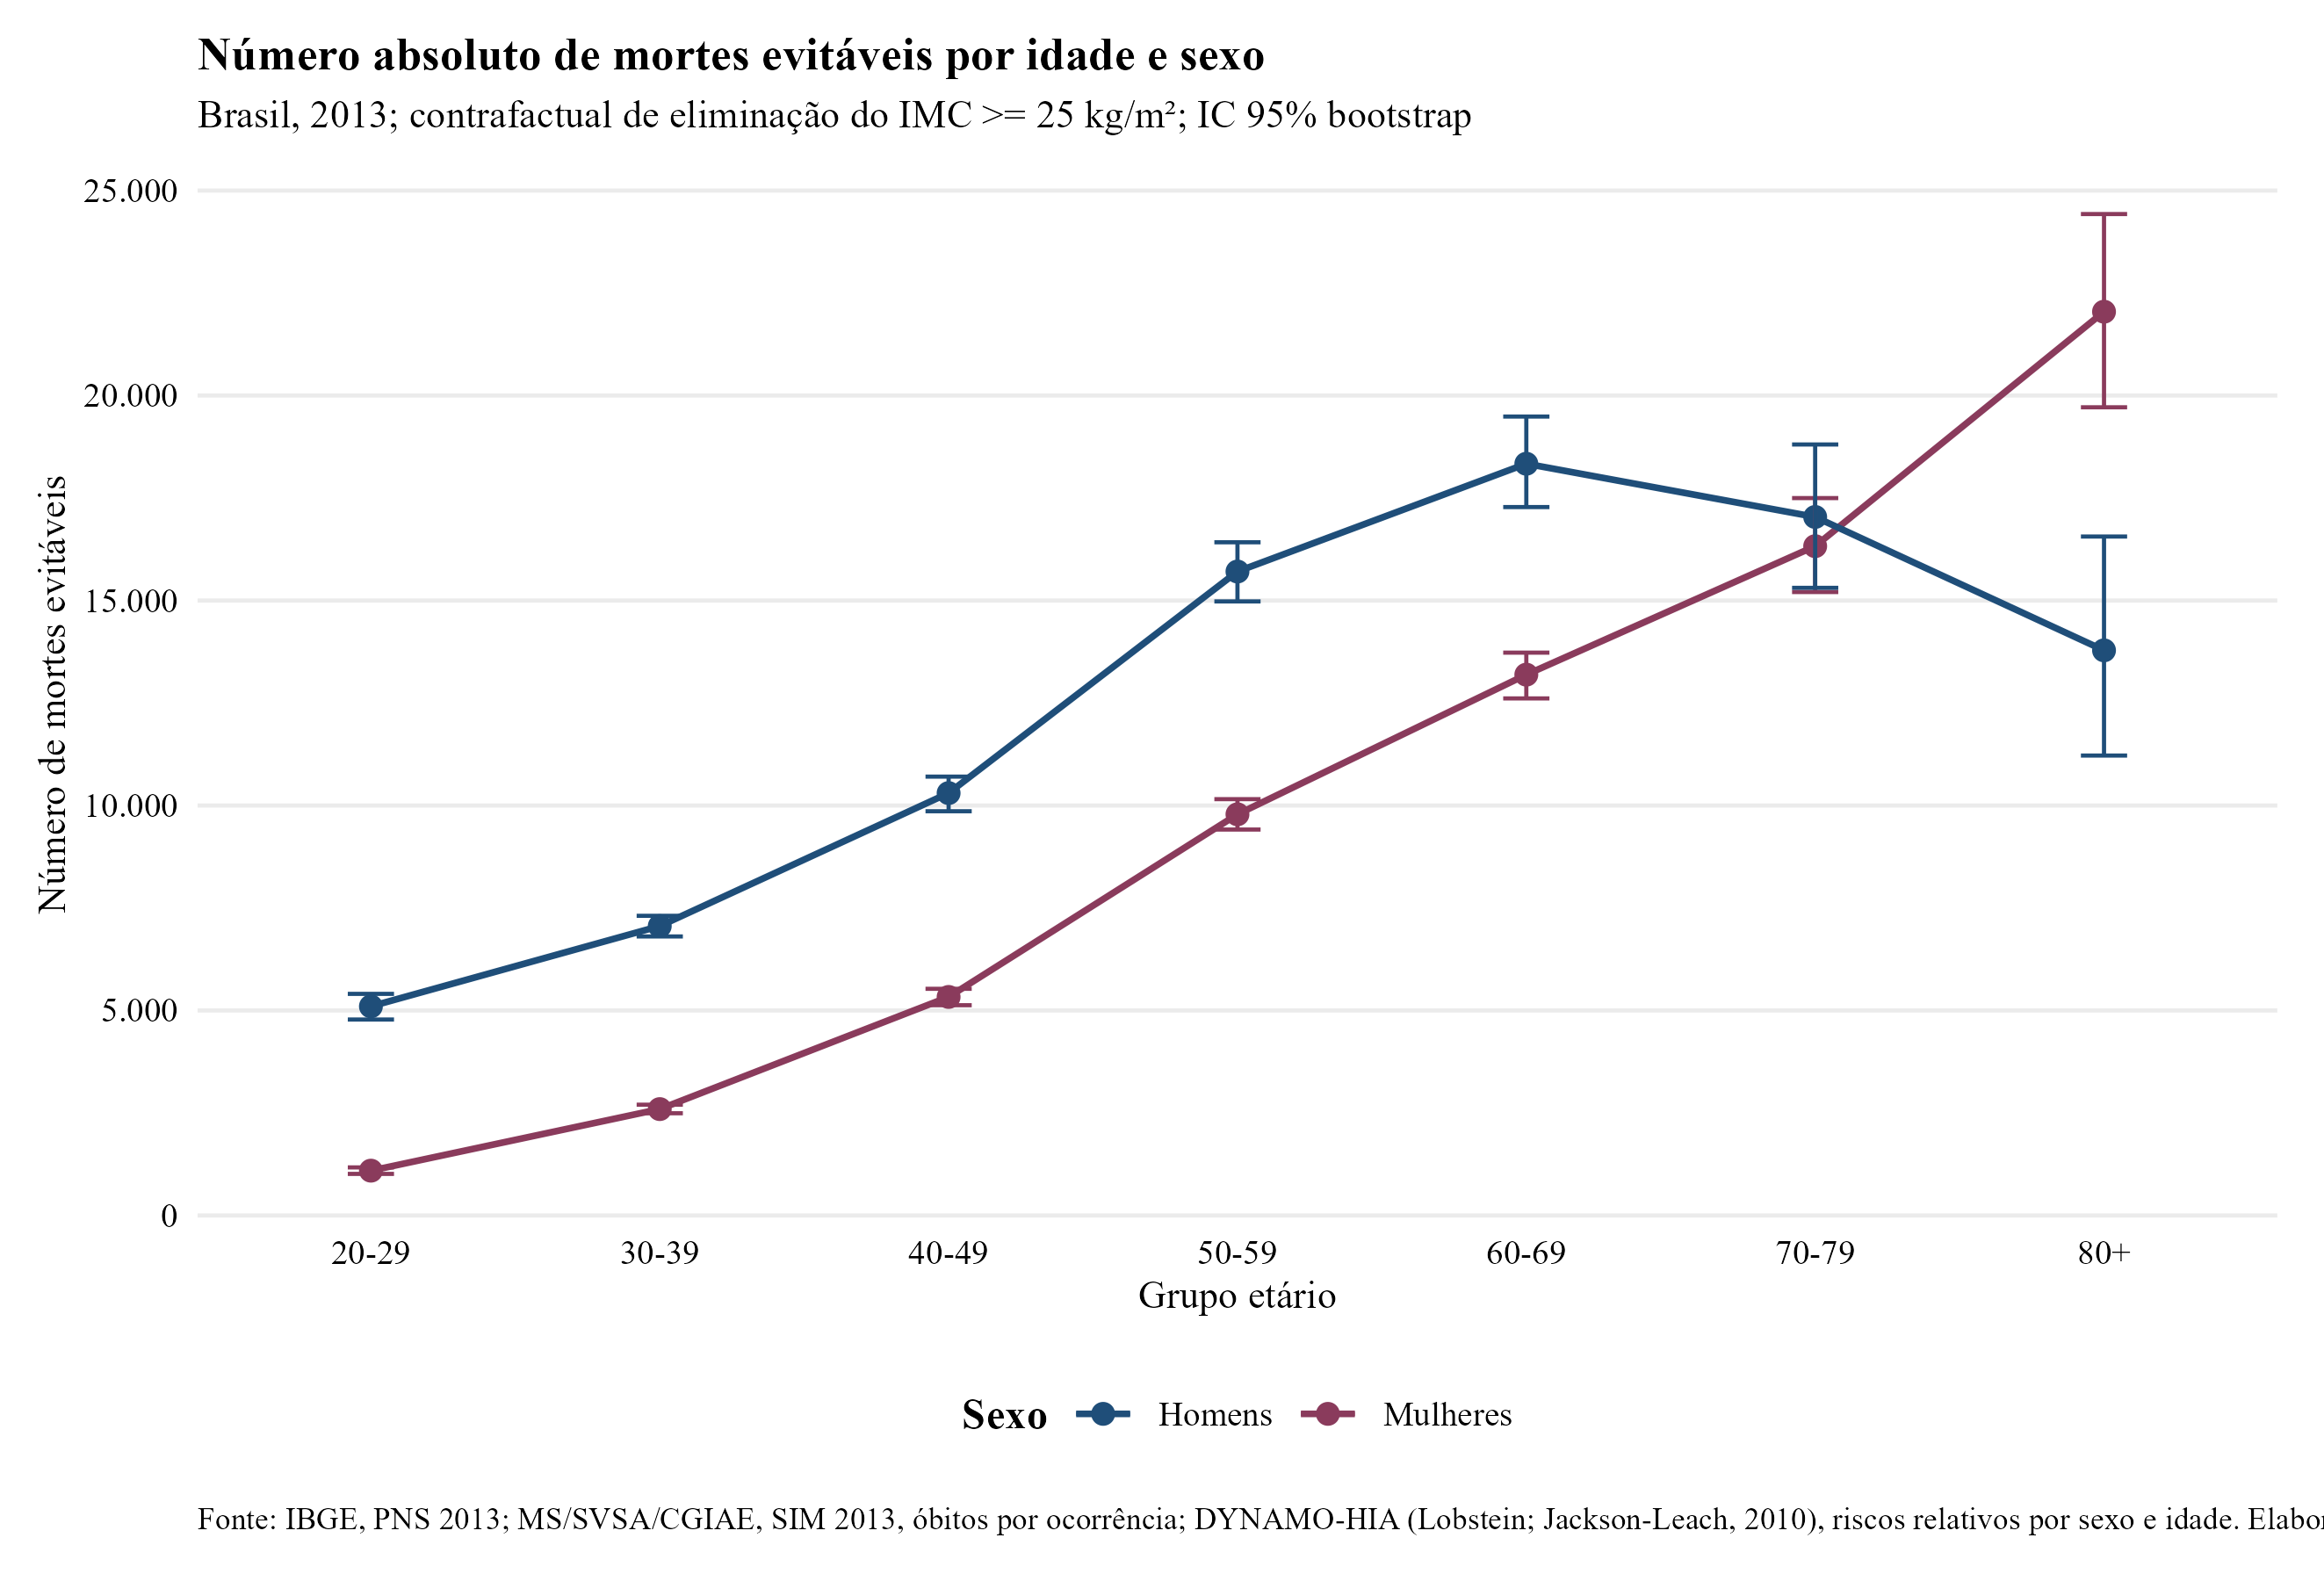 Número absoluto de mortes evitáveis por idade e sexo
Brasil, 2013; contrafactual de eliminação do IMC >= 25 kg/m²; IC 95% bootstrap
Número de mortes evitáveis
25.000
20.000
15.000
10.000
5.000
0
20-29 30-39 40-49 50-59 60-69 70-79 80+
Grupo etário
Sexo Homens Mulheres
Fonte: IBGE, PNS 2013; MS/SVSA/CGIAE, SIM 2013, óbitos por ocorrência; DYNAMO-HIA (Lobstein; Jackson-Leach, 2010), riscos relativos por sexo e idade.